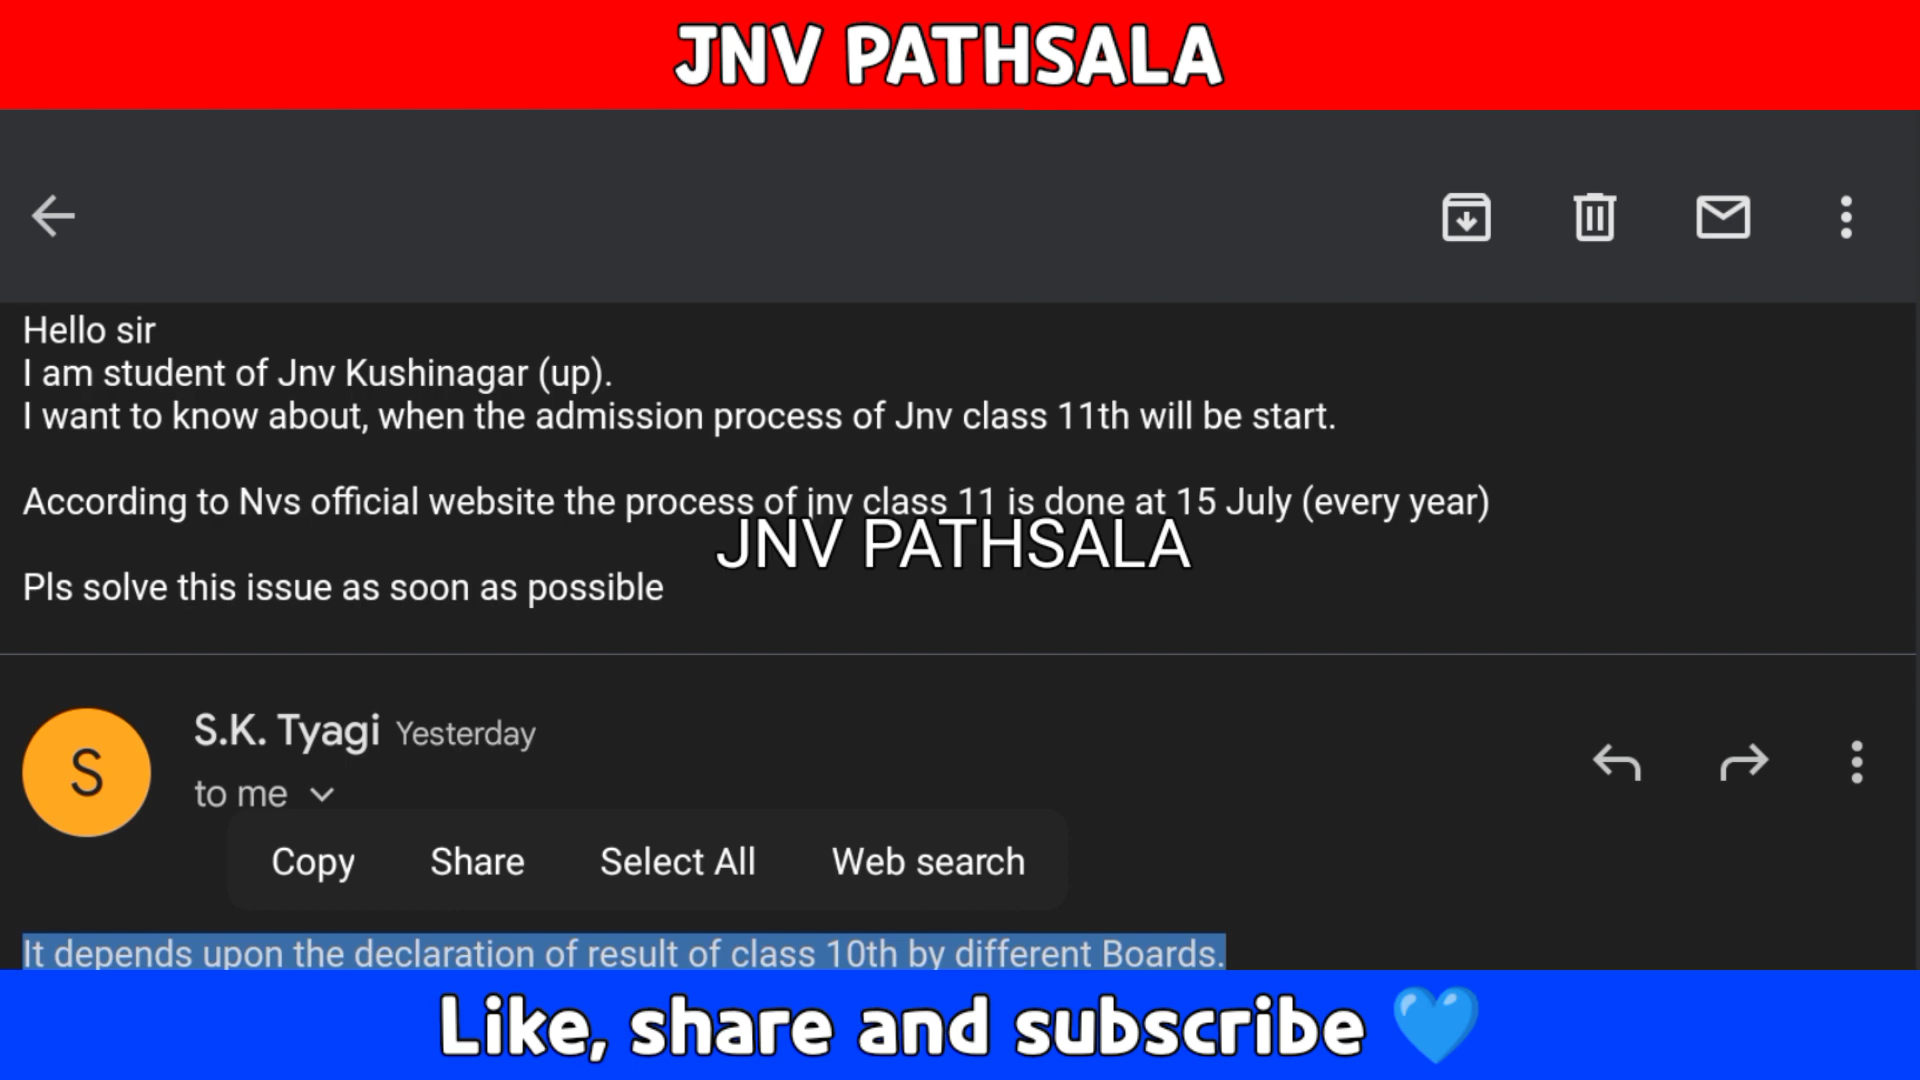 JNV PATHSALA
Hello sir
I am student of Jnv Kushinagar (up).
I want to know about, when the admission process of Jnv class 11th will be start.
According to Nvs official website the process of jnv class 11 is done at 15 July (every year)
JNV PATHSALA
Pls solve this issue as soon as possible
S
S.K. Tyagi Yesterday
to me
Copy Share Select All Web search
It depends upon the declaration of result of class 10th by different Boards.
Like, share and subscribe 💙